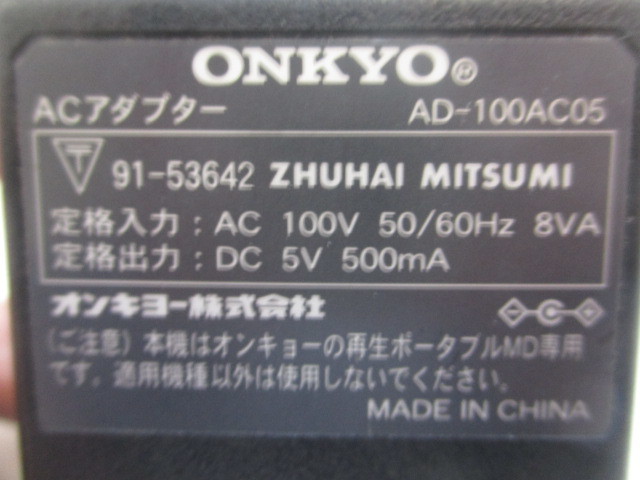 ONKYO®
ACアダプター AD-100AC05
〒 91-53642 ZHUHAI MITSUMI
定格入力：AC 100V 50/60Hz 8VA
定格出力：DC 5V 500mA
オンキヨー株式会社
(ご注意) 本機はオンキョーの再生ポータブルMD専用
です。適用機種以外は使用しないでください。
MADE IN CHINA